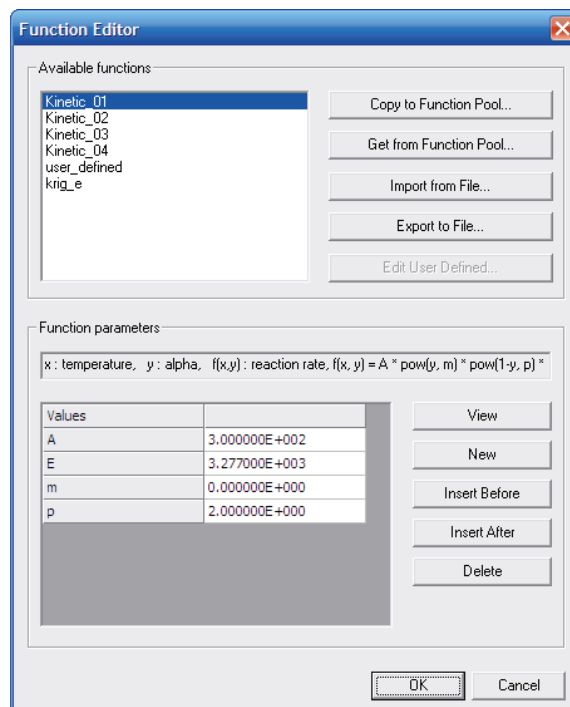 Function Editor
Available functions
Kinetic_01
Kinetic_02
Kinetic_03
Kinetic_04
user_defined
krig_e
Copy to Function Pool...
Get from Function Pool...
Import from File...
Export to File...
Edit User Defined...
Function parameters
x : temperature, y : alpha, f(x,y) : reaction rate, f(x, y) = A * pow(y, m) * pow(1-y, p) *
Values
A 3.000000E+002
E 3.277000E+003
m 0.000000E+000
p 2.000000E+000
View
New
Insert Before
Insert After
Delete
OK
Cancel